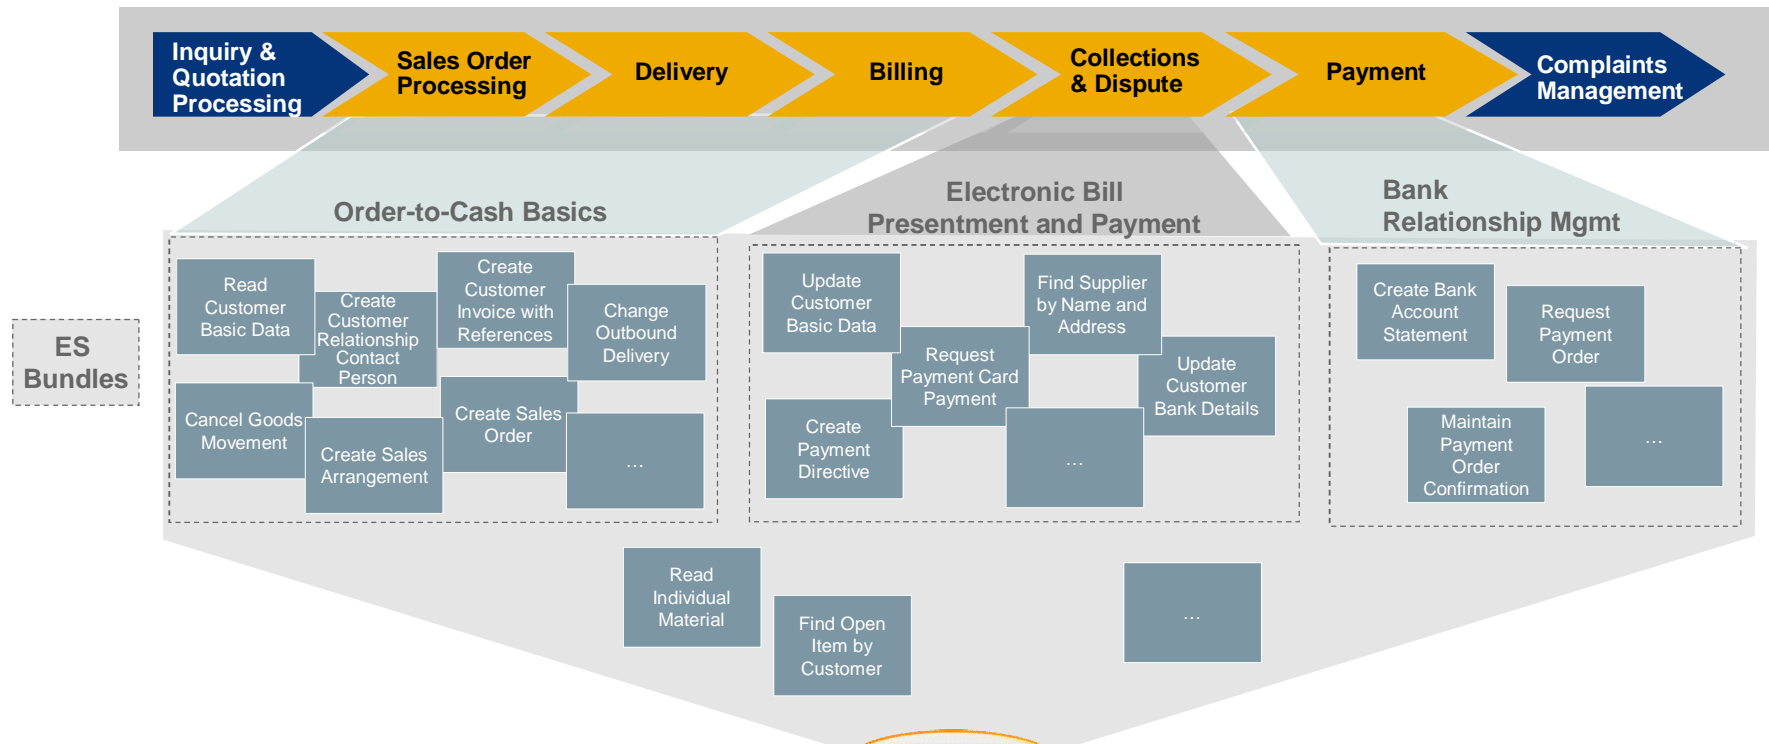 Inquiry &
Quotation
Processing
Sales Order
Processing
Delivery
Billing
Collections
& Dispute
Payment
Complaints
Management
Order-to-Cash Basics
Electronic Bill
Presentment and Payment
Bank
Relationship Mgmt
ES
Bundles
Read
Customer
Basic Data
Create
Customer
Relationship
Contact
Person
Create
Customer
Invoice with
References
Change
Outbound
Delivery
Cancel Goods
Movement
Create Sales
Arrangement
Create Sales
Order
...
Update
Customer
Basic Data
Find Supplier
by Name and
Address
Request
Payment Card
Payment
Update
Customer
Bank Details
Create
Payment
Directive
...
Create Bank
Account
Statement
Request
Payment
Order
Maintain
Payment
Order
Confirmation
...
Read
Individual
Material
Find Open
Item by
Customer
...